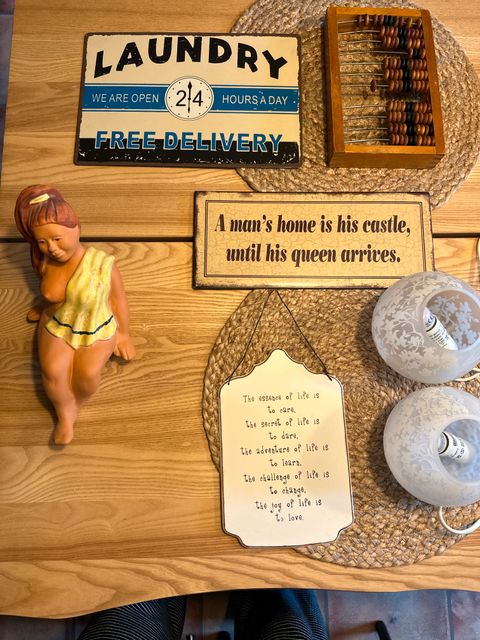 LAUNDRY
WE ARE OPEN 24 HOURS A DAY
FREE DELIVERY
A man's home is his castle,
until his queen arrives.
The essence of life is
to care,
the secret of life is
to dare,
the adventure of life is
to learn,
the challenge of life is
to change,
the joy of life is
to love.